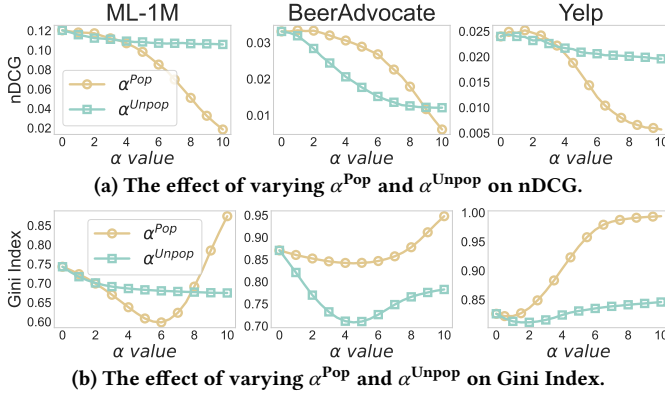 ML-1M BeerAdvocate Yelp
nDCG
0.12
0.10
0.08
0.06
0.04
0.02
α^Pop
α^Unpop
0 2 4 6 8 10
α value
0.03
0.02
0.01
0 2 4 6 8 10
α value
0.025
0.020
0.015
0.010
0.005
0 2 4 6 8 10
α value
(a) The effect of varying α^Pop and α^Unpop on nDCG.
Gini Index
0.85
0.80
0.75
0.70
0.65
0.60
α^Pop
α^Unpop
0 2 4 6 8 10
α value
0.95
0.90
0.85
0.80
0.75
0.70
0 2 4 6 8 10
α value
1.00
0.95
0.90
0.85
0 2 4 6 8 10
α value
(b) The effect of varying α^Pop and α^Unpop on Gini Index.